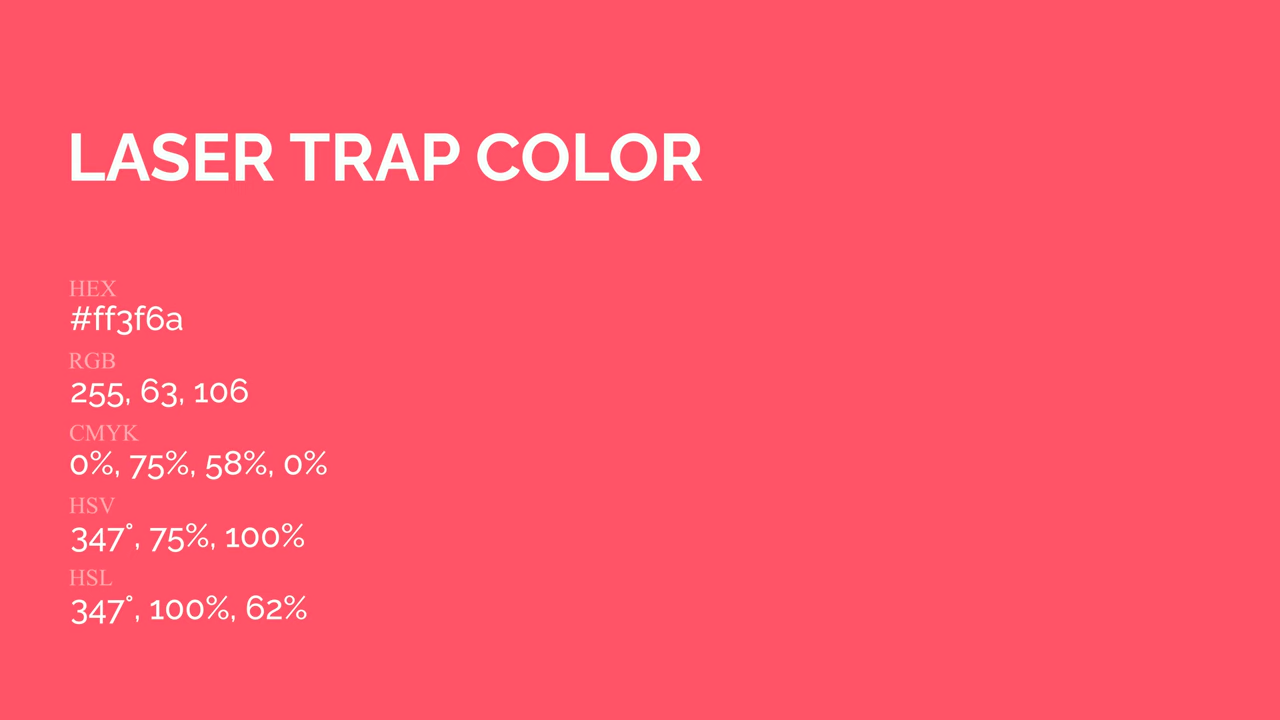 LASER TRAP COLOR
HEX
#ff3f6a
RGB
255, 63, 106
CMYK
0%, 75%, 58%, 0%
HSV
347°, 75%, 100%
HSL
347°, 100%, 62%